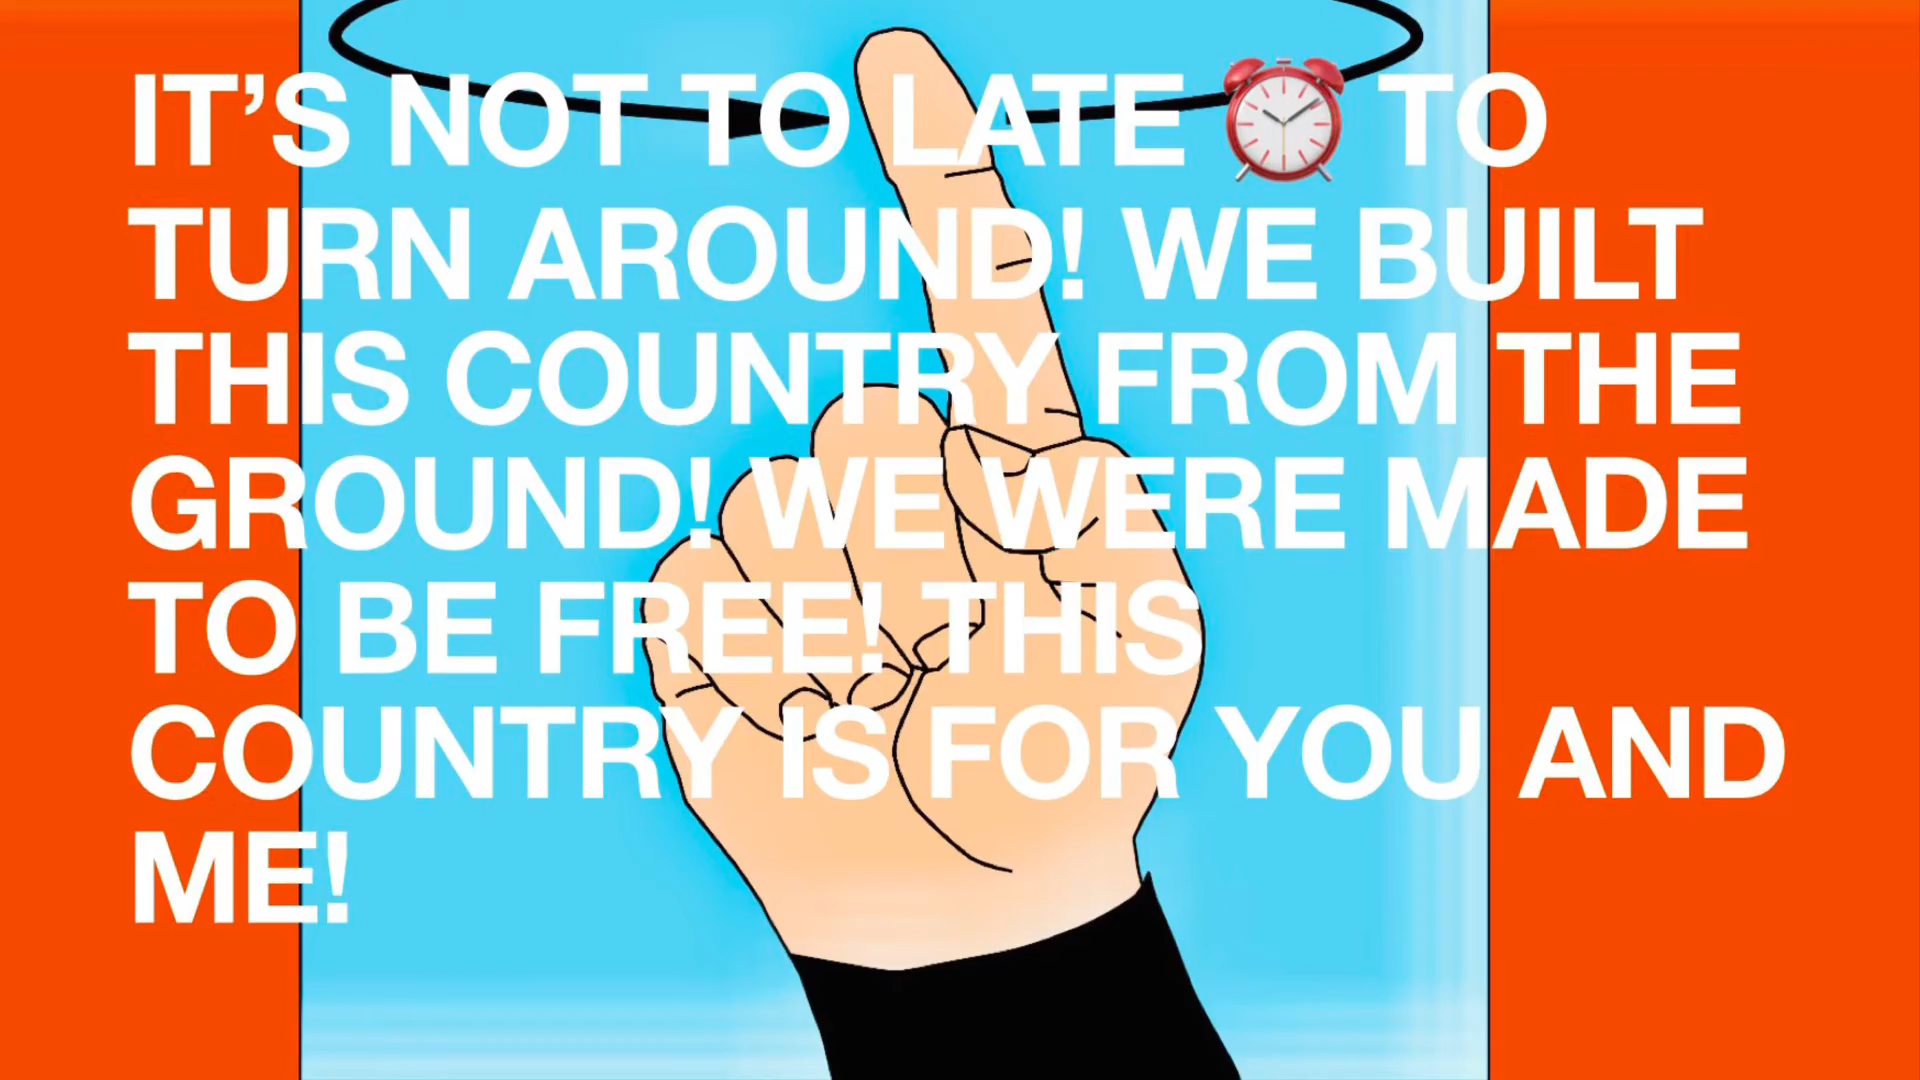 IT’S NOT TO LATE ⏰ TO
TURN AROUND! WE BUILT
THIS COUNTRY FROM THE
GROUND! WE WERE MADE
TO BE FREE! THIS
COUNTRY IS FOR YOU AND
ME!